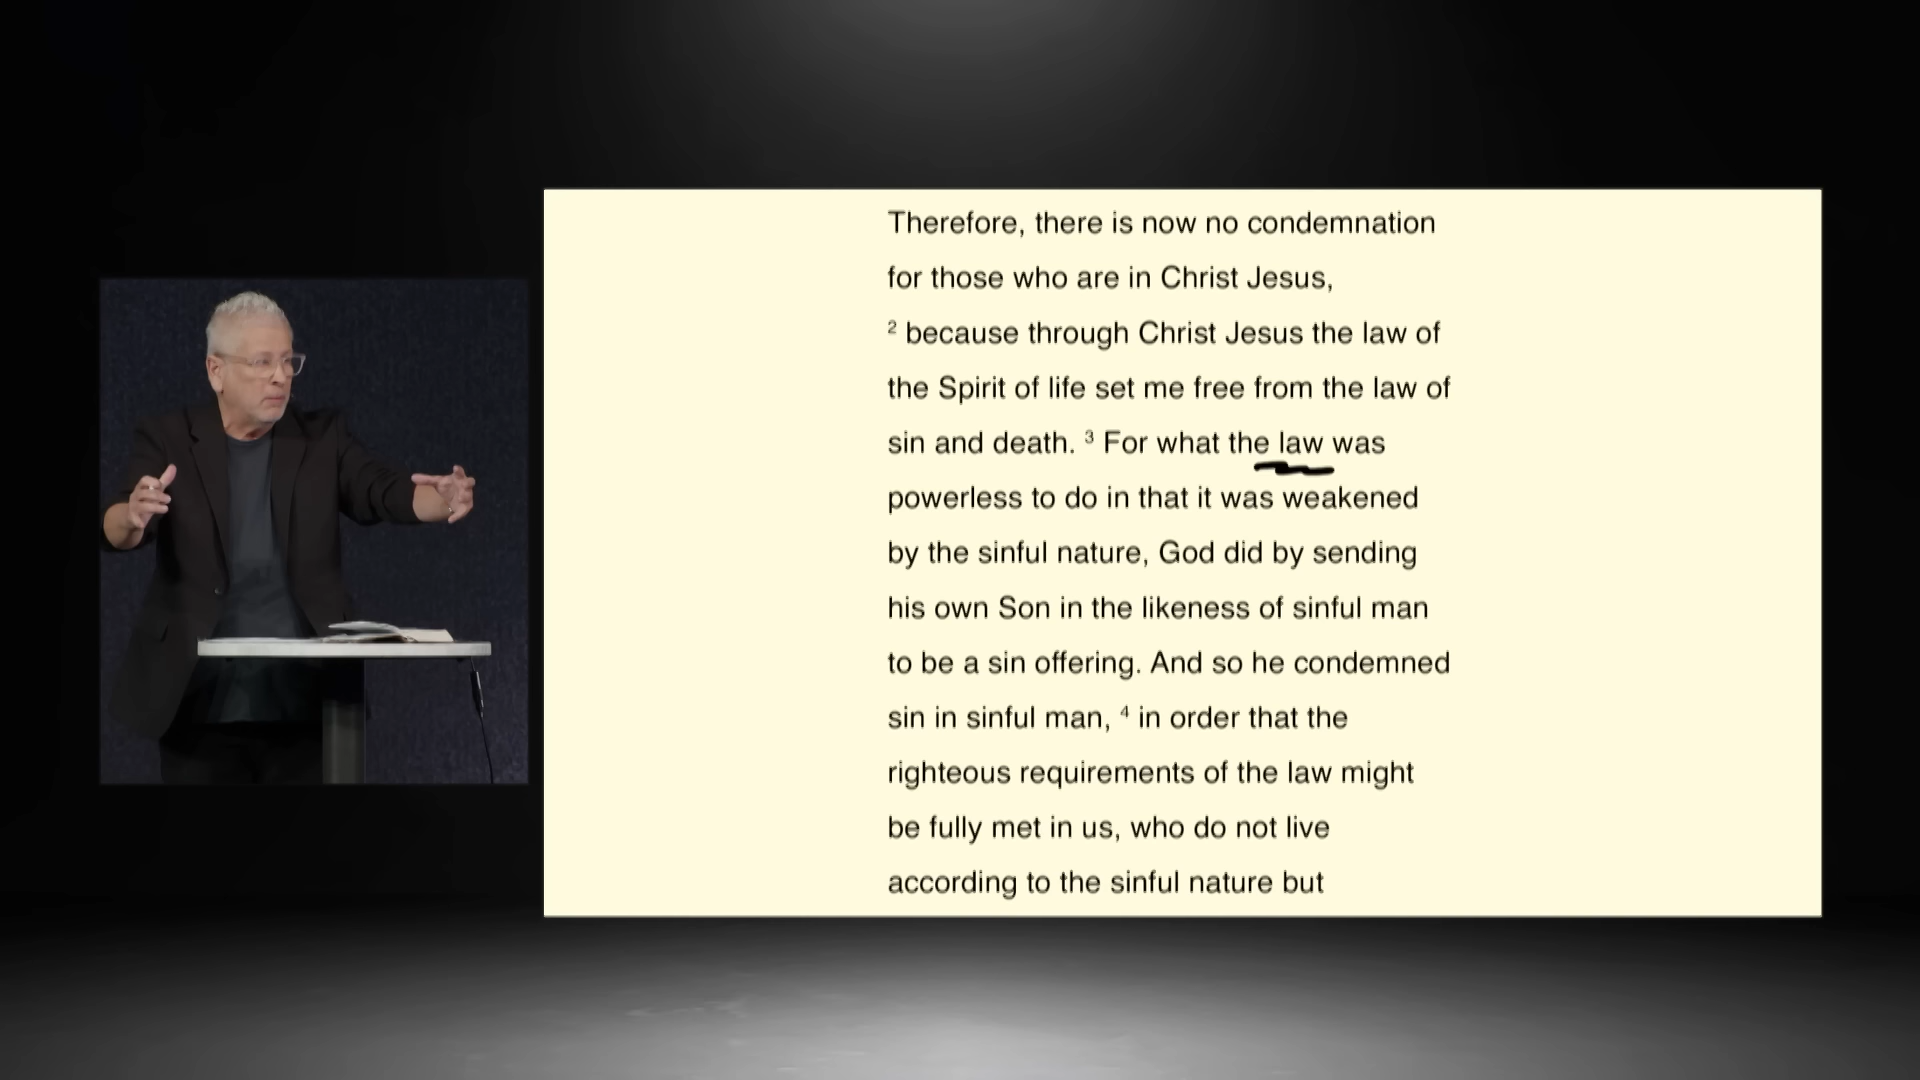 Therefore, there is now no condemnation
for those who are in Christ Jesus,
² because through Christ Jesus the law of
the Spirit of life set me free from the law of
sin and death. ³ For what the law was
powerless to do in that it was weakened
by the sinful nature, God did by sending
his own Son in the likeness of sinful man
to be a sin offering. And so he condemned
sin in sinful man, ⁴ in order that the
righteous requirements of the law might
be fully met in us, who do not live
according to the sinful nature but